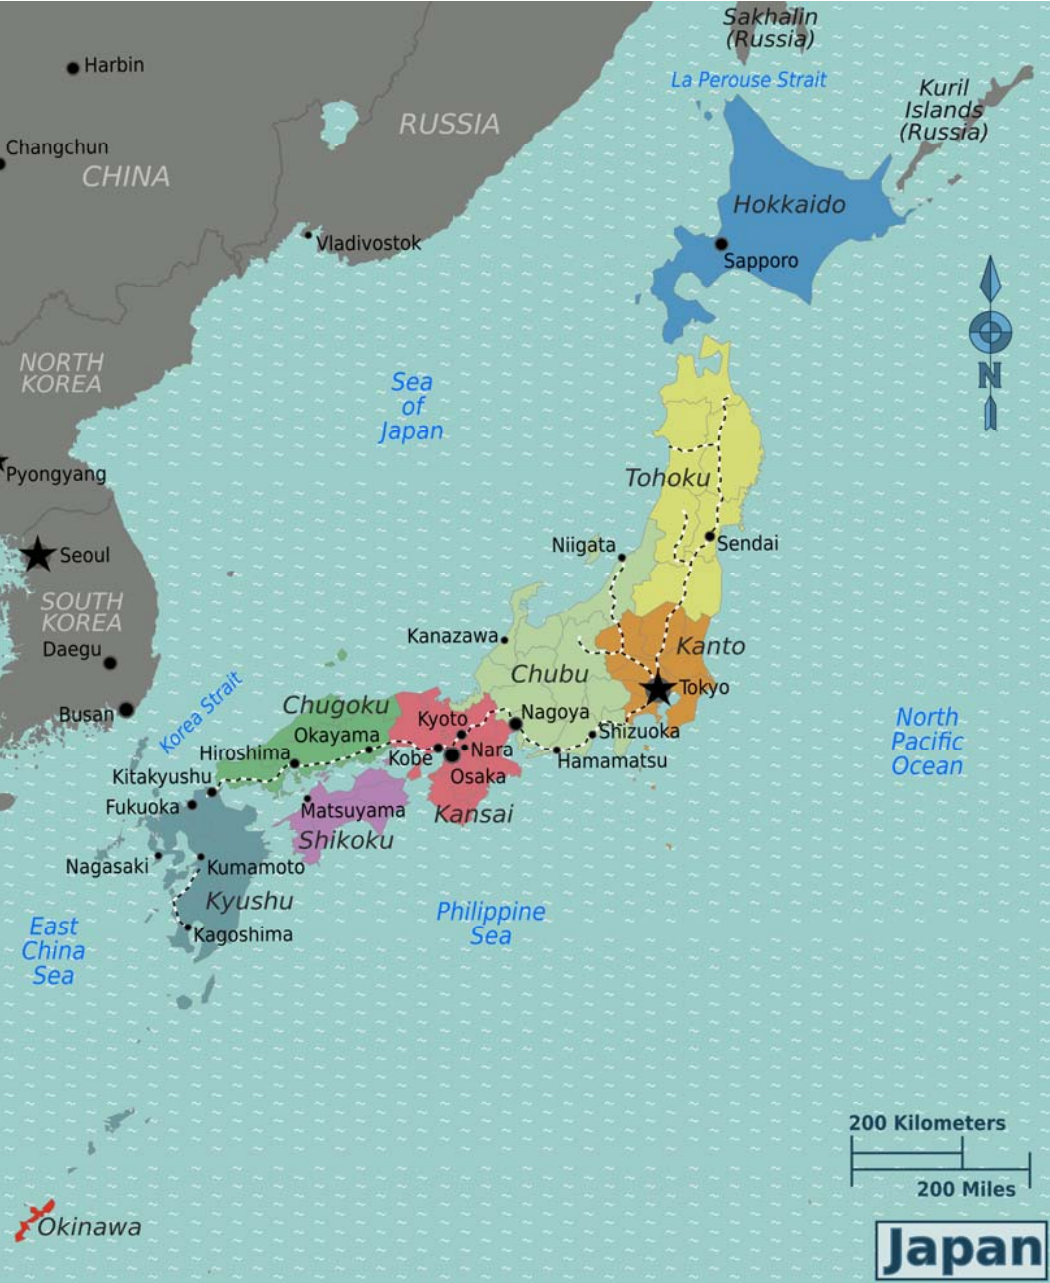 Sakhalin
(Russia)
La Perouse Strait
Harbin
Kuril
Islands
(Russia)
RUSSIA
Changchun
CHINA
Hokkaido
Vladivostok
Sapporo
NORTH
KOREA
N
Sea
of
Japan
Pyongyang
Tohoku
Seoul
Niigata
Sendai
SOUTH
KOREA
Kanazawa
Kanto
Daegu
Chubu
Tokyo
Korea Strait
Chugoku
Busan
Kyoto
Nagoya
North
Pacific
Ocean
Okayama
Shizuoka
Hiroshima
Kobe
Nara
Hamamatsu
Kitakyushu
Osaka
Fukuoka
Matsuyama
Kansai
Shikoku
Nagasaki
Kumamoto
Kyushu
Philippine
Sea
East
China
Sea
Kagoshima
200 Kilometers
200 Miles
Okinawa
Japan